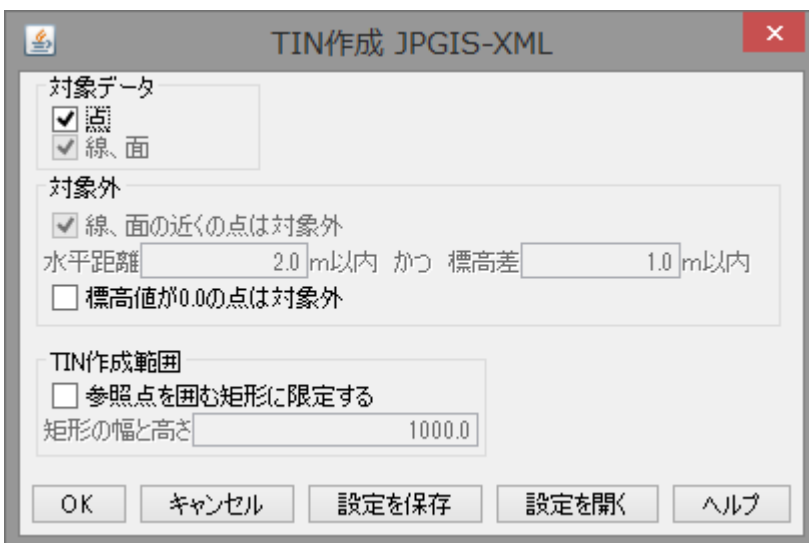 TIN作成 JPGIS-XML
対象データ
点
線、面
対象外
線、面の近くの点は対象外
水平距離 2.0 m以内 かつ 標高差 1.0 m以内
標高値が0.0の点は対象外
TIN作成範囲
参照点を囲む矩形に限定する
矩形の幅と高さ 1000.0
OK キャンセル 設定を保存 設定を開く ヘルプ